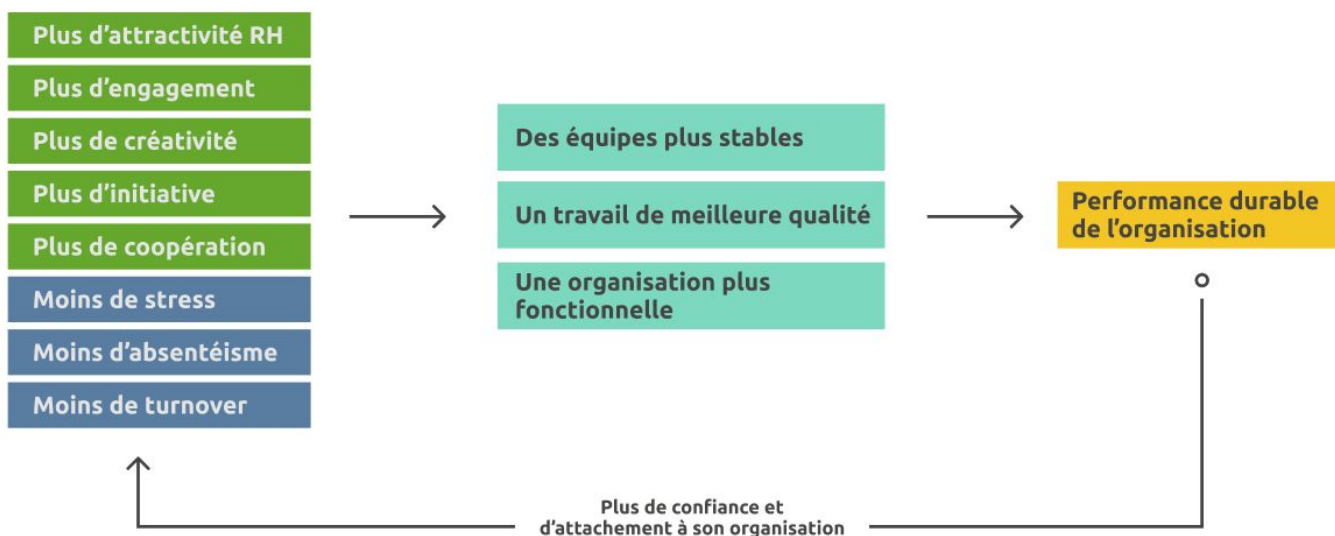 Plus d'attractivité RH
Plus d'engagement
Plus de créativité
Plus d'initiative
Plus de coopération
Moins de stress
Moins d'absentéisme
Moins de turnover
Des équipes plus stables
Un travail de meilleure qualité
Une organisation plus
fonctionnelle
Performance durable
de l'organisation
Plus de confiance et
d'attachement à son organisation